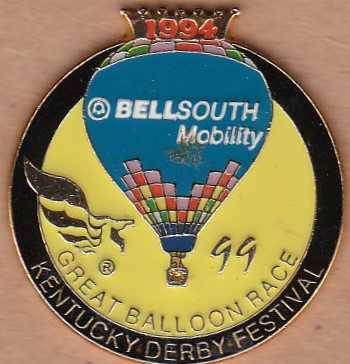 1994
BELLSOUTH
Mobility
99
®
GREAT BALLOON RACE
KENTUCKY DERBY FESTIVAL